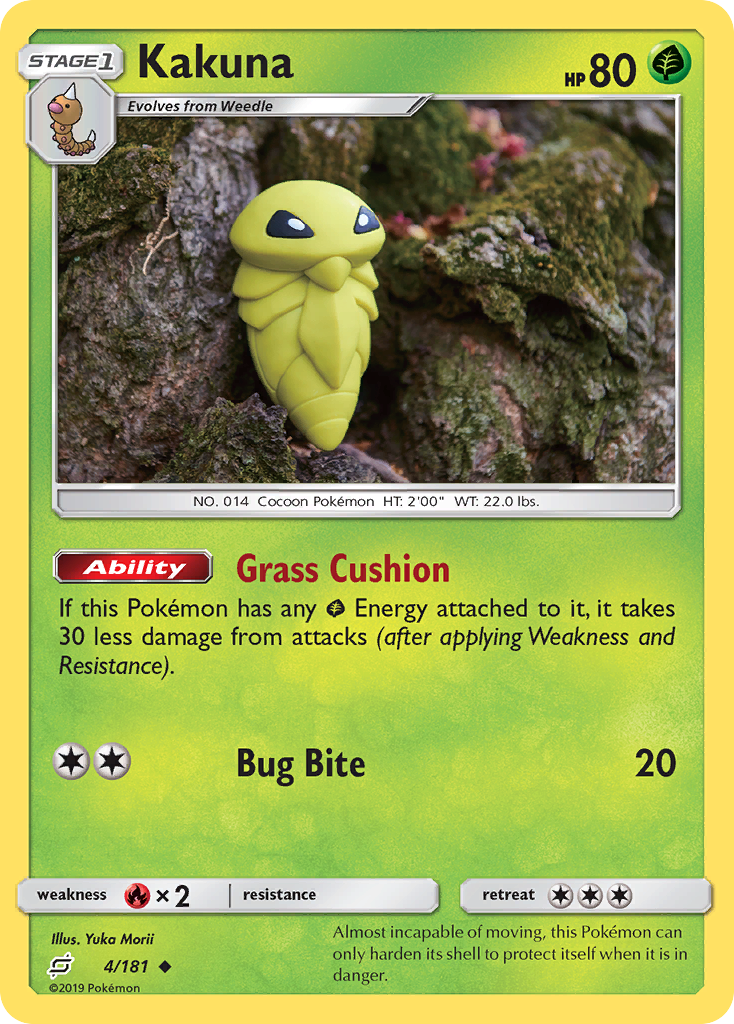 STAGE1
Kakuna
HP 80
Evolves from Weedle
NO. 014 Cocoon Pokémon HT: 2'00" WT: 22.0 lbs.
Ability Grass Cushion
If this Pokémon has any Energy attached to it, it takes
30 less damage from attacks (after applying Weakness and
Resistance).
Bug Bite 20
weakness ×2 resistance retreat
Illus. Yuka Morii
4/181
©2019 Pokémon
Almost incapable of moving, this Pokémon can
only harden its shell to protect itself when it is in
danger.